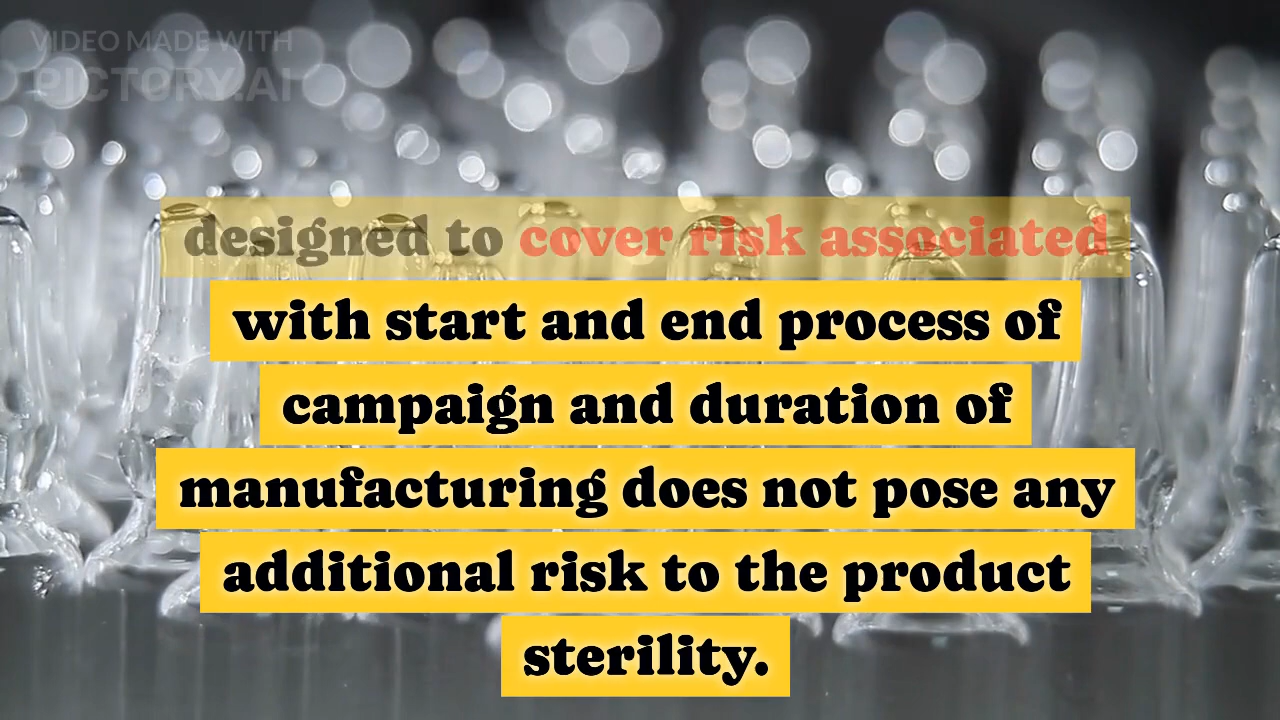 VIDEO MADE WITH
PICTORY.AI
designed to cover risk associated
with start and end process of
campaign and duration of
manufacturing does not pose any
additional risk to the product
sterility.